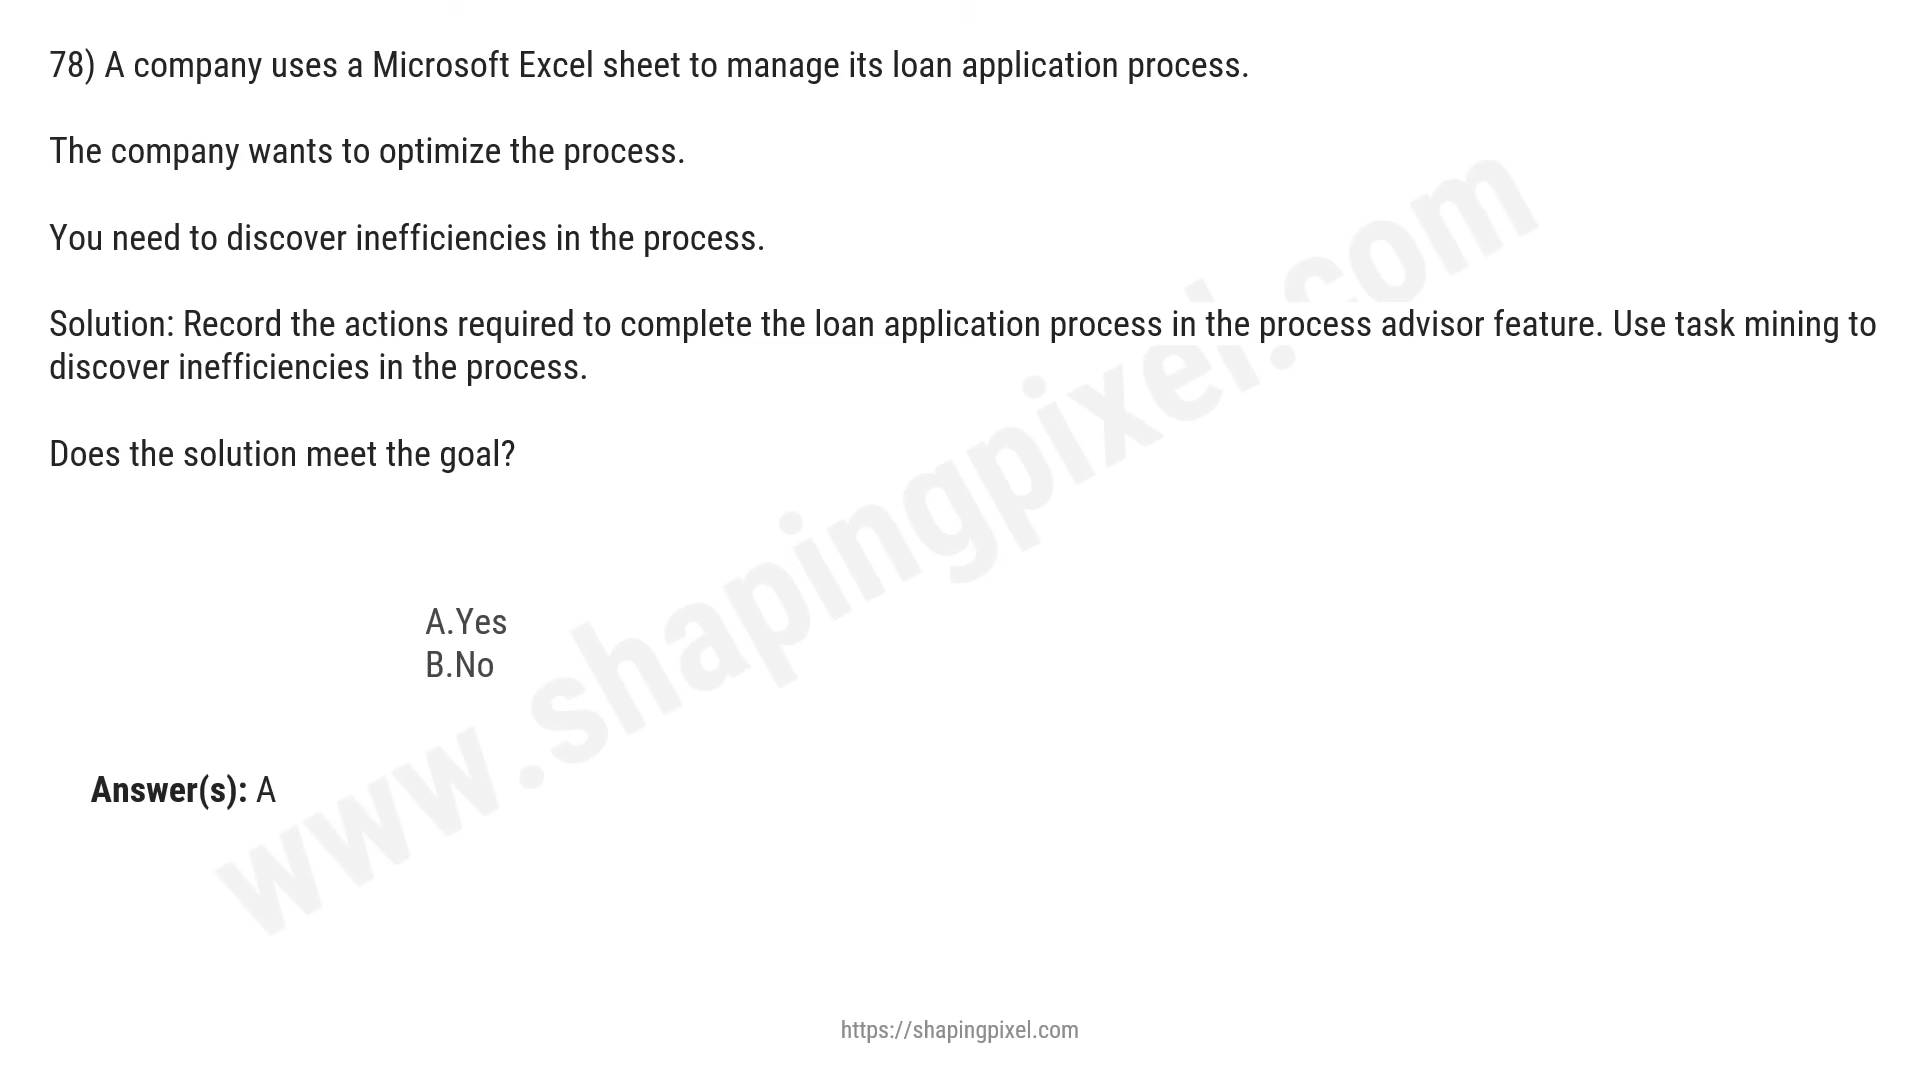 78) A company uses a Microsoft Excel sheet to manage its loan application process.
The company wants to optimize the process.
You need to discover inefficiencies in the process.
Solution: Record the actions required to complete the loan application process in the process advisor feature. Use task mining to
discover inefficiencies in the process.
Does the solution meet the goal?
A.Yes
B.No
Answer(s): A
www.shapingpixel.com
https://shapingpixel.com